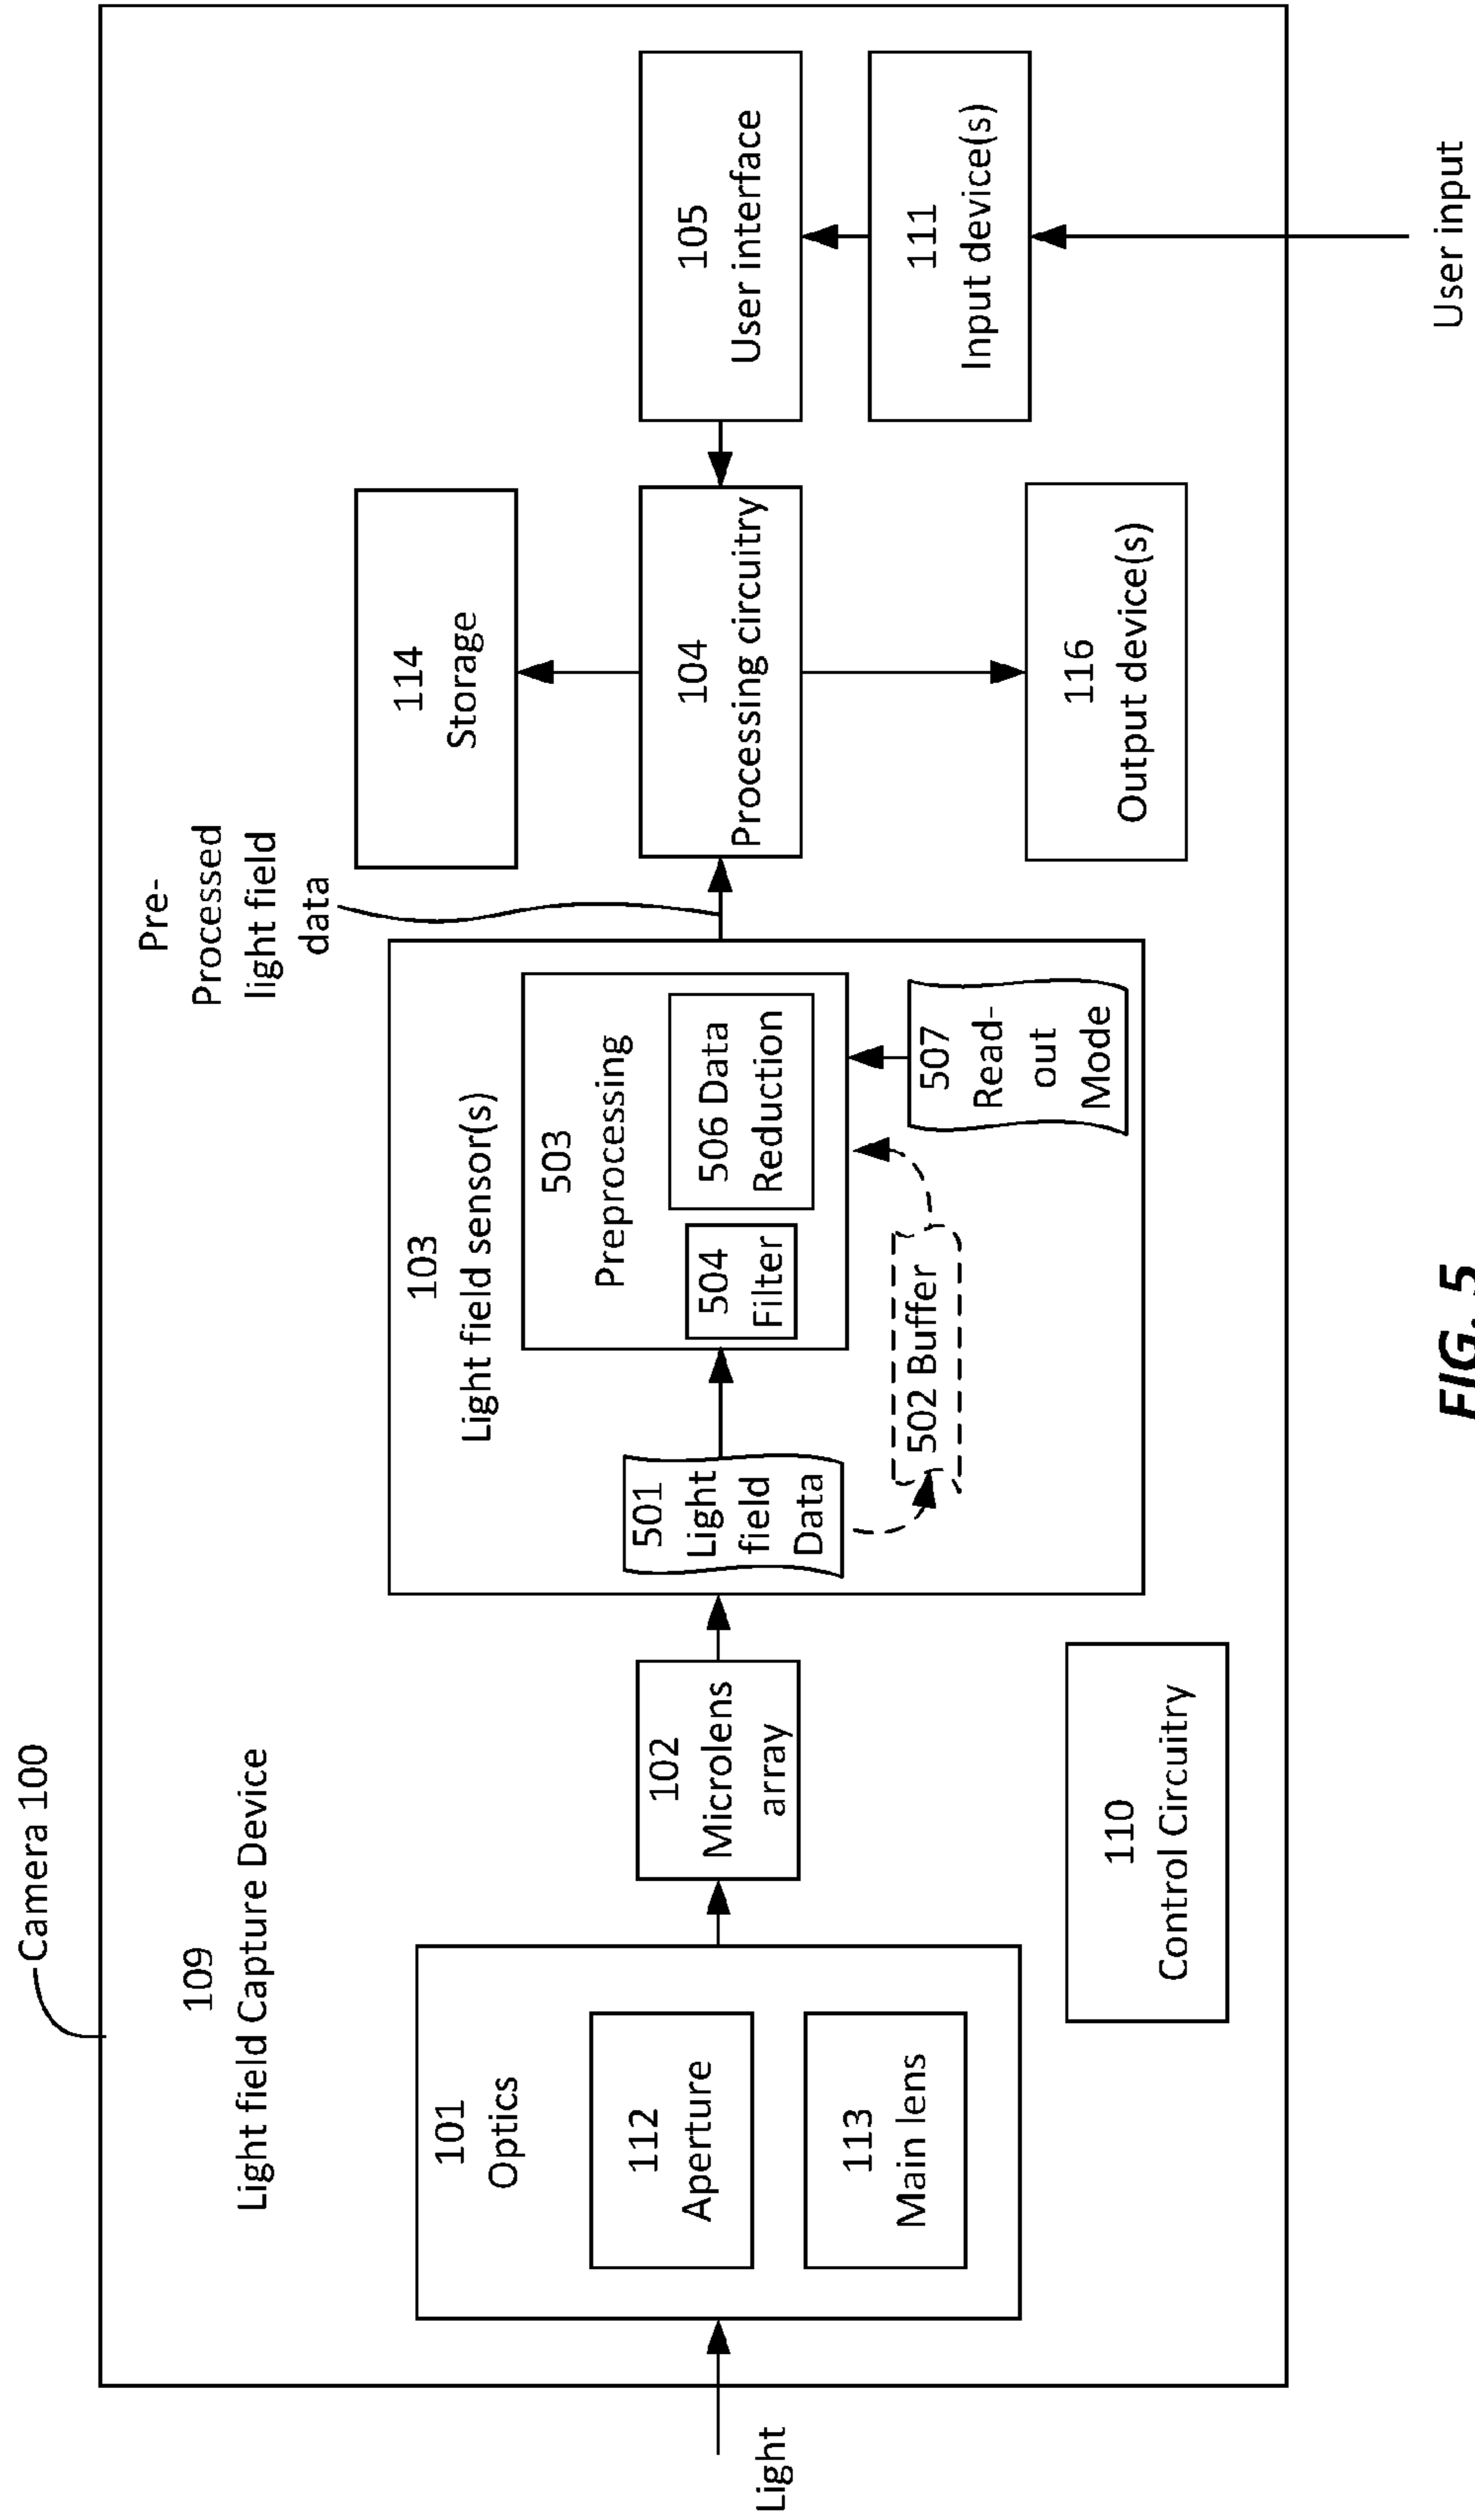 Camera 100
109
Light field Capture Device
Light
101
Optics
112
Aperture
113
Main lens
102
Microlens
array
110
Control Circuitry
103
Light field sensor(s)
501
Light
field
Data
503
Preprocessing
504
Filter
506 Data
Reduction
502 Buffer
507
Read-
out
Mode
Pre-
Processed
light field
data
114
Storage
104
Processing circuitry
116
Output device(s)
105
User interface
111
Input device(s)
User input
FIG. 5